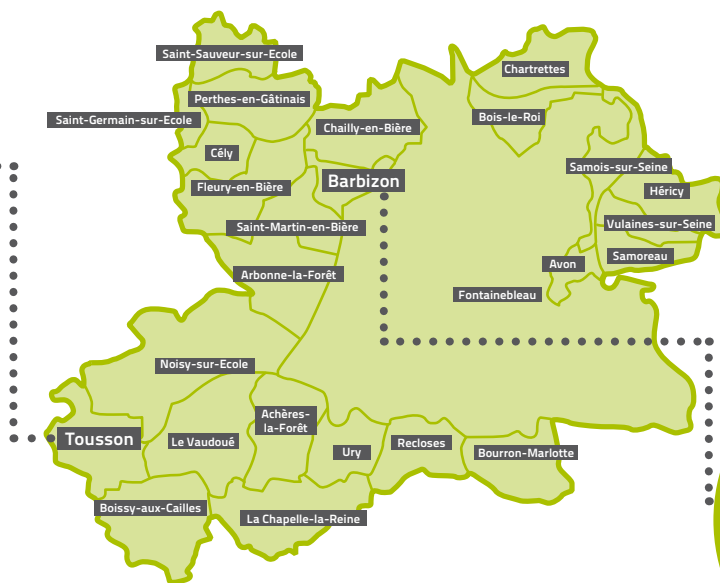 Saint-Sauveur-sur-Ecole
Chartrettes
Perthes-en-Gâtinais
Saint-Germain-sur-Ecole
Chailly-en-Bière
Bois-le-Roi
Cély
Samois-sur-Seine
Barbizon
Fleury-en-Bière
Héricy
Saint-Martin-en-Bière
Vulaines-sur-Seine
Samoreau
Avon
Arbonne-la-Forêt
Fontainebleau
Noisy-sur-Ecole
Achères-
la-Forêt
Tousson
Le Vaudoué
Recloses
Ury
Bourron-Marlotte
Boissy-aux-Cailles
La Chapelle-la-Reine